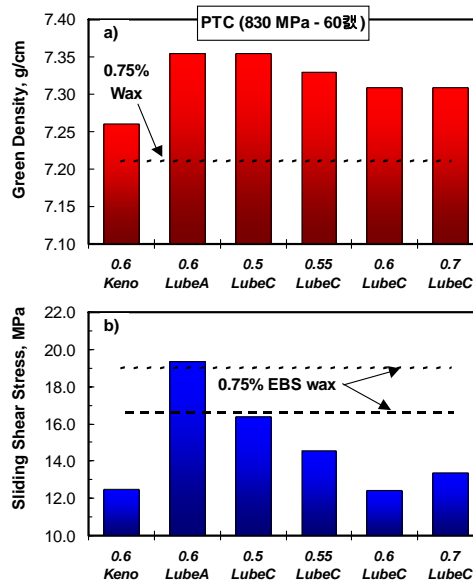 a)
PTC (830 MPa - 60캜)
0.75%
Wax
Green Density, g/cm
7.40
7.35
7.30
7.25
7.20
7.15
7.10
0.6 0.6 0.5 0.55 0.6 0.7
Keno LubeA LubeC LubeC LubeC LubeC
b)
0.75% EBS wax
Sliding Shear Stress, MPa
22.0
20.0
18.0
16.0
14.0
12.0
10.0
0.6 0.6 0.5 0.55 0.6 0.7
Keno LubeA LubeC LubeC LubeC LubeC